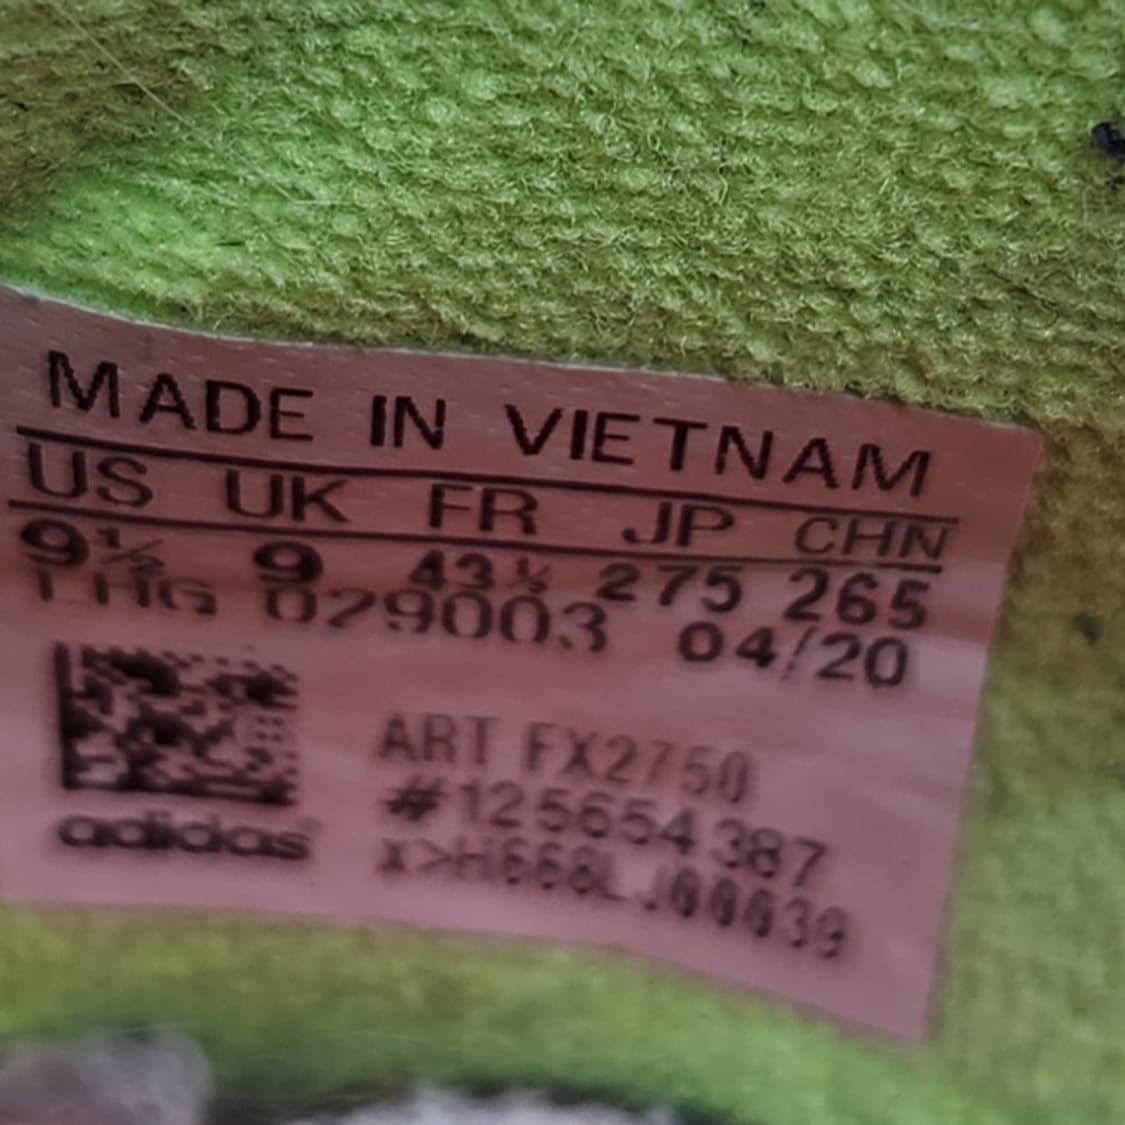 MADE IN VIETNAM
US UK FR JP CHN
9½ 9 43⅓ 275 265
LHG 029003 04/20
ART FX2750
#125654387
adidas